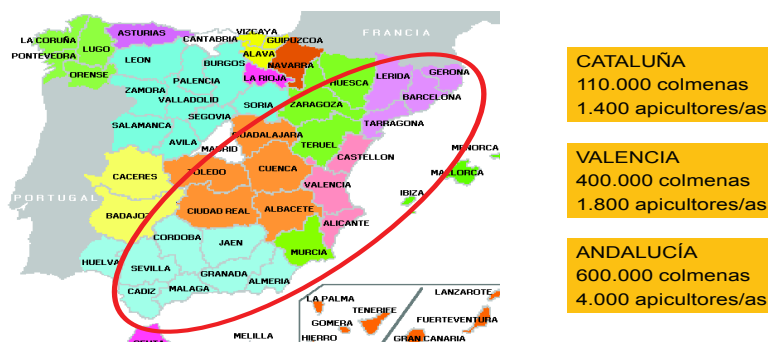 ASTURIAS
CANTABRIA
VIZCAYA
GUIPUZCOA
FRANCIA
LA CORUÑA
LUGO
PONTEVEDRA
ORENSE
LEON
BURGOS
ALAVA
NAVARRA
LA RIOJA
PALENCIA
ZAMORA
VALLADOLID
SORIA
ZARAGOZA
HUESCA
LERIDA
GERONA
BARCELONA
TARRAGONA
SEGOVIA
SALAMANCA
AVILA
MADRID
GUADALAJARA
TERUEL
CASTELLON
MENORCA
MALLORCA
IBIZA
CACERES
TOLEDO
CUENCA
VALENCIA
PORTUGAL
BADAJOZ
CIUDAD REAL
ALBACETE
ALICANTE
CORDOBA
JAEN
MURCIA
HUELVA
SEVILLA
GRANADA
ALMERIA
CADIZ
MALAGA
MELILLA
LA PALMA
TENERIFE
GOMERA
HIERRO
LANZAROTE
FUERTEVENTURA
GRAN CANARIA
CATALUÑA
110.000 colmenas
1.400 apicultores/as
VALENCIA
400.000 colmenas
1.800 apicultores/as
ANDALUCÍA
600.000 colmenas
4.000 apicultores/as